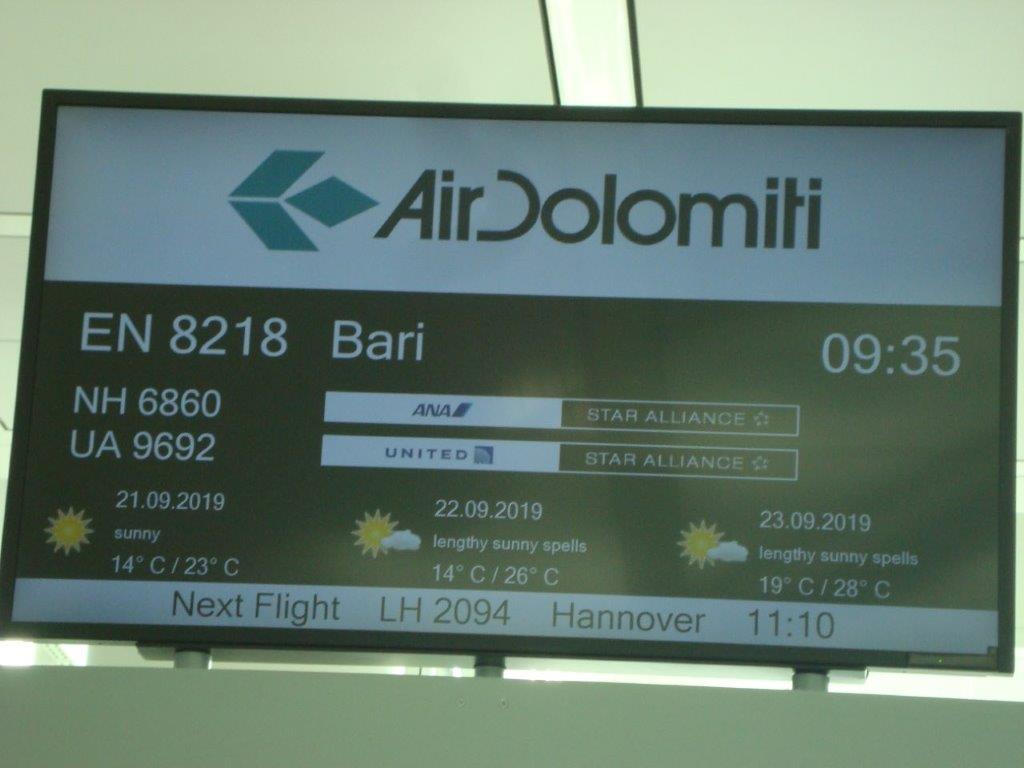 AirDolomiti
EN 8218 Bari 09:35
NH 6860 ANA STAR ALLIANCE
UA 9692 UNITED STAR ALLIANCE
21.09.2019 22.09.2019 23.09.2019
sunny lengthy sunny spells lengthy sunny spells
14° C / 23° C 14° C / 26° C 19° C / 28° C
Next Flight LH 2094 Hannover 11:10